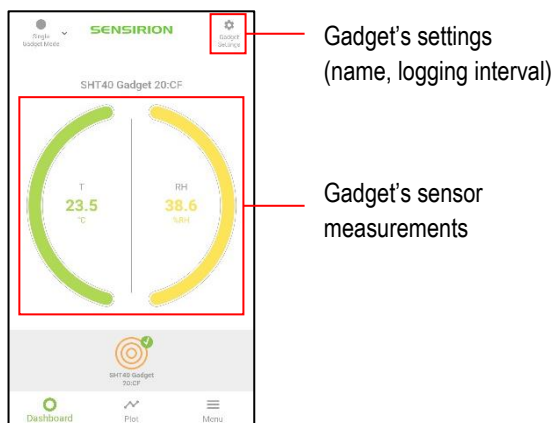 Single
Gadget Mode
SENSIRION
Gadget
Settings
Gadget's settings
(name, logging interval)
SHT40 Gadget 20:CF
T
23.5
°C
RH
38.6
%RH
Gadget's sensor
measurements
SHT40 Gadget
20:CF
Dashboard
Plot
Menu